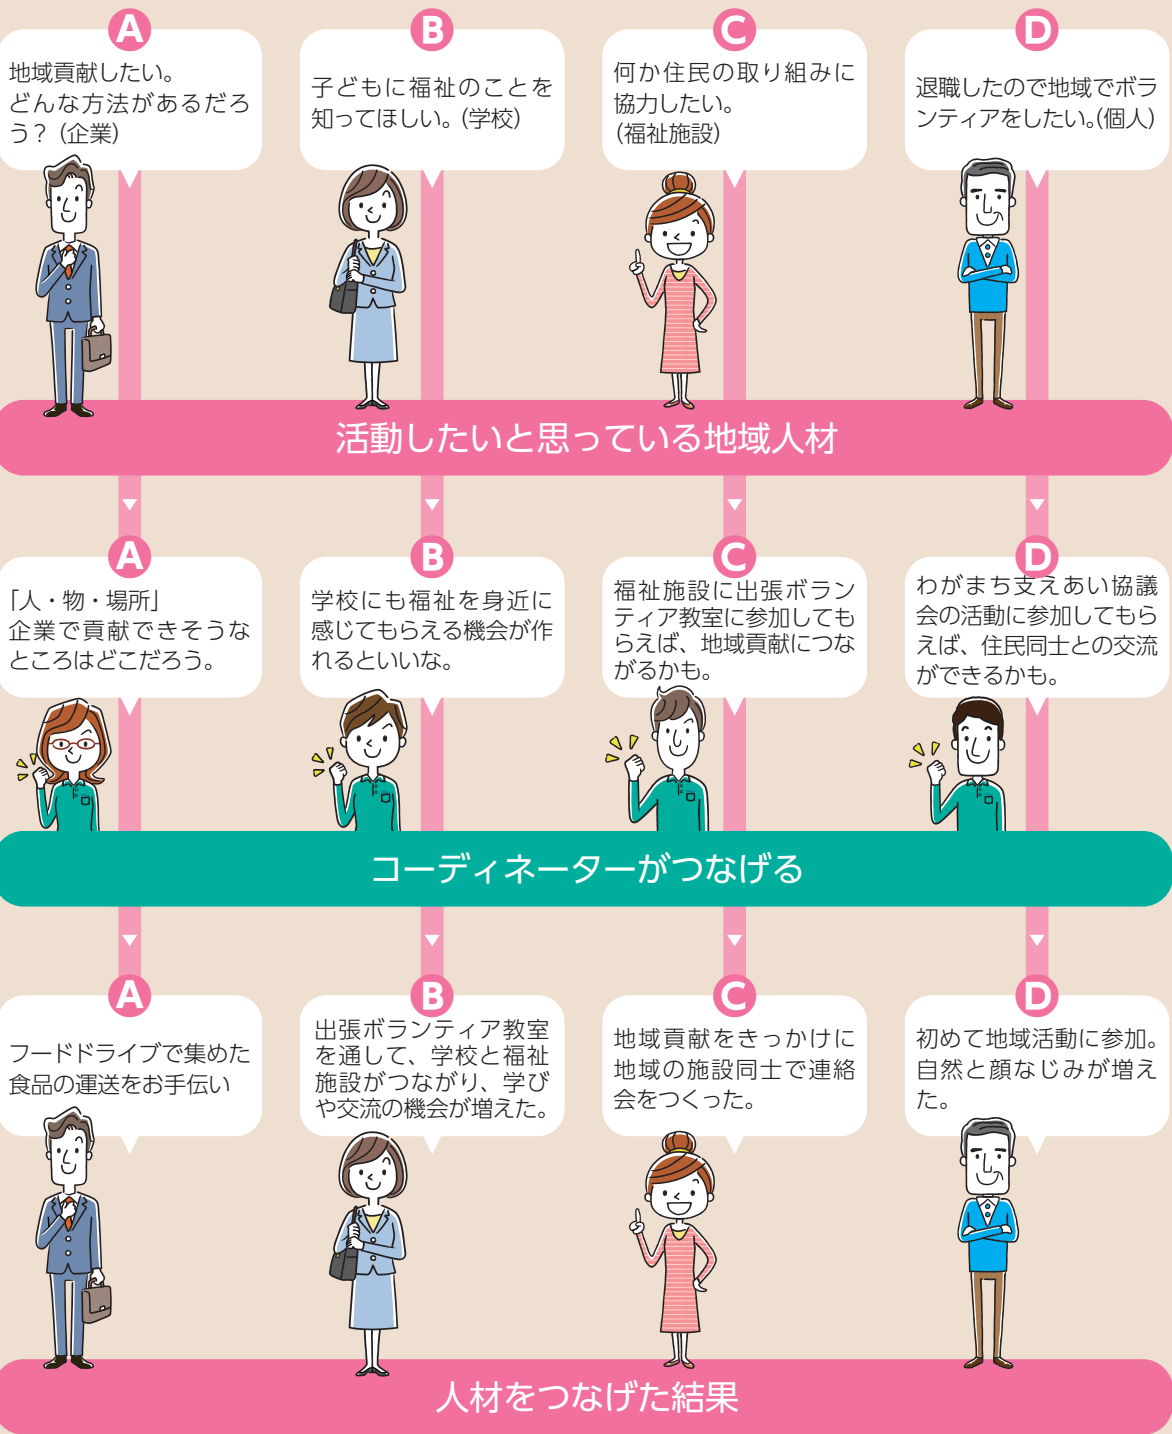 A
地域貢献したい。
どんな方法があるだろ
う？（企業）
B
子どもに福祉のことを
知ってほしい。（学校）
C
何か住民の取り組みに
協力したい。
（福祉施設）
D
退職したので地域でボラ
ンティアをしたい。（個人）
活動したいと思っている地域人材
A
「人・物・場所」
企業で貢献できそうな
ところはどこだろう。
B
学校にも福祉を身近に
感じてもらえる機会が作
れるといいな。
C
福祉施設に出張ボラン
ティア教室に参加しても
らえば、地域貢献につな
がるかも。
D
わがまち支えあい協議
会の活動に参加してもら
えば、住民同士との交流
ができるかも。
コーディネーターがつなげる
A
フードドライブで集めた
食品の運送をお手伝い
B
出張ボランティア教室
を通して、学校と福祉
施設がつながり、学び
や交流の機会が増えた。
C
地域貢献をきっかけに
地域の施設同士で連絡
会をつくった。
D
初めて地域活動に参加。
自然と顔なじみが増え
た。
人材をつなげた結果